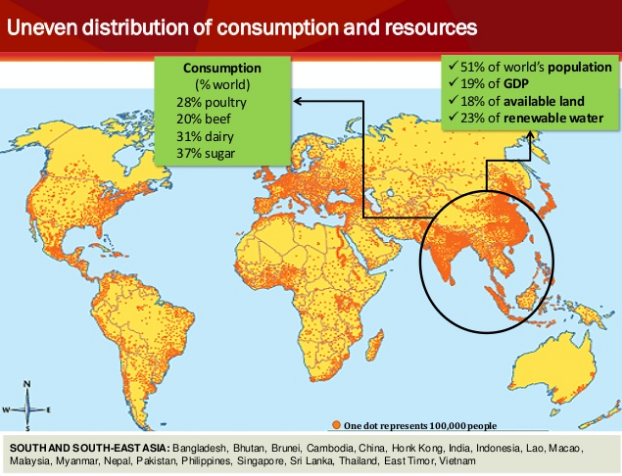 Uneven distribution of consumption and resources
Consumption
(% world)
28% poultry
20% beef
31% dairy
37% sugar
✓ 51% of world's population
✓ 19% of GDP
✓ 18% of available land
✓ 23% of renewable water
N
W
E
S
One dot represents 100,000 people
SOUTH AND SOUTH-EAST ASIA: Bangladesh, Bhutan, Brunei, Cambodia, China, Honk Kong, India, Indonesia, Lao, Macao,
Malaysia, Myanmar, Nepal, Pakistan, Philippines, Singapore, Sri Lanka, Thailand, East Timor, Vietnam